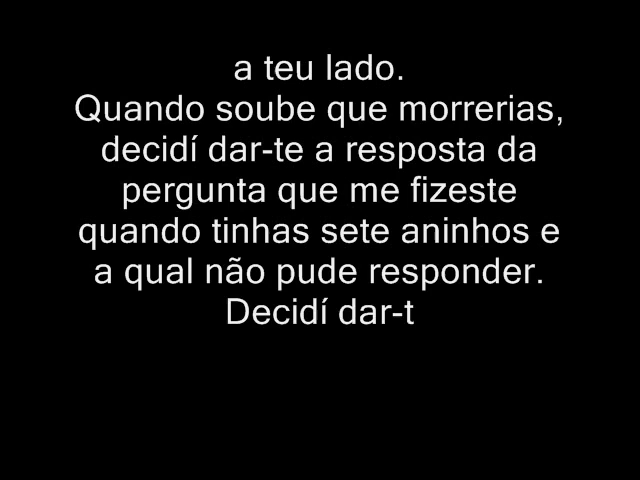 a teu lado.
Quando soube que morrerias,
decidí dar-te a resposta da
pergunta que me fizeste
quando tinhas sete aninhos e
a qual não pude responder.
Decidí dar-t